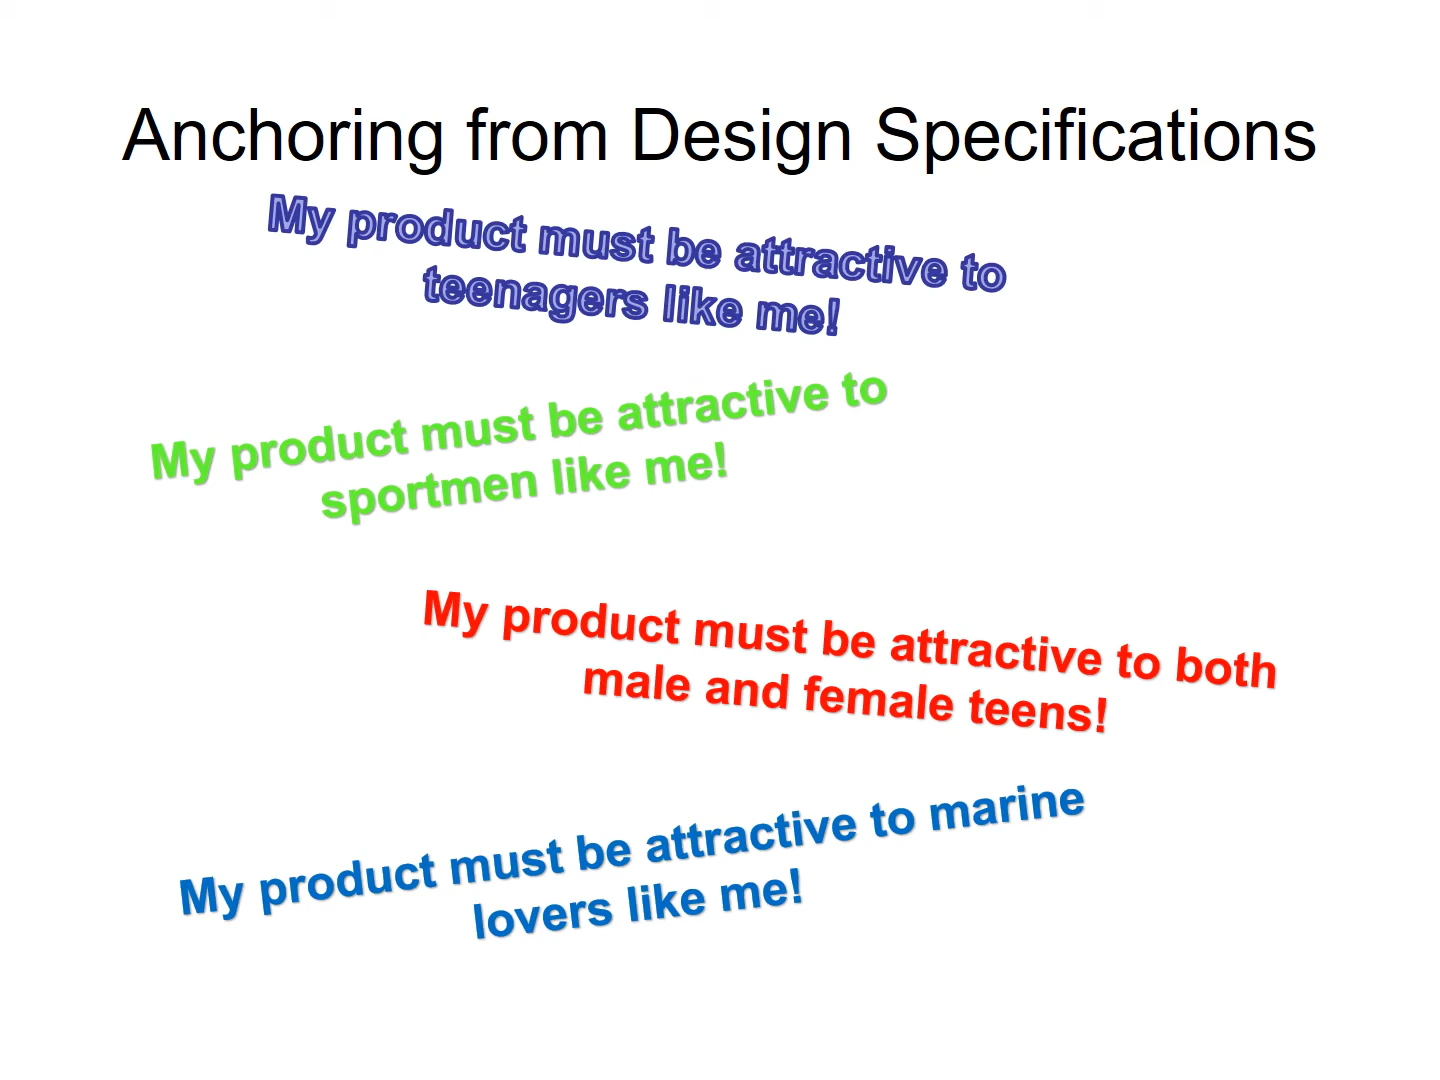 Anchoring from Design Specifications
My product must be attractive to
teenagers like me!
My product must be attractive to
sportmen like me!
My product must be attractive to both
male and female teens!
My product must be attractive to marine
lovers like me!